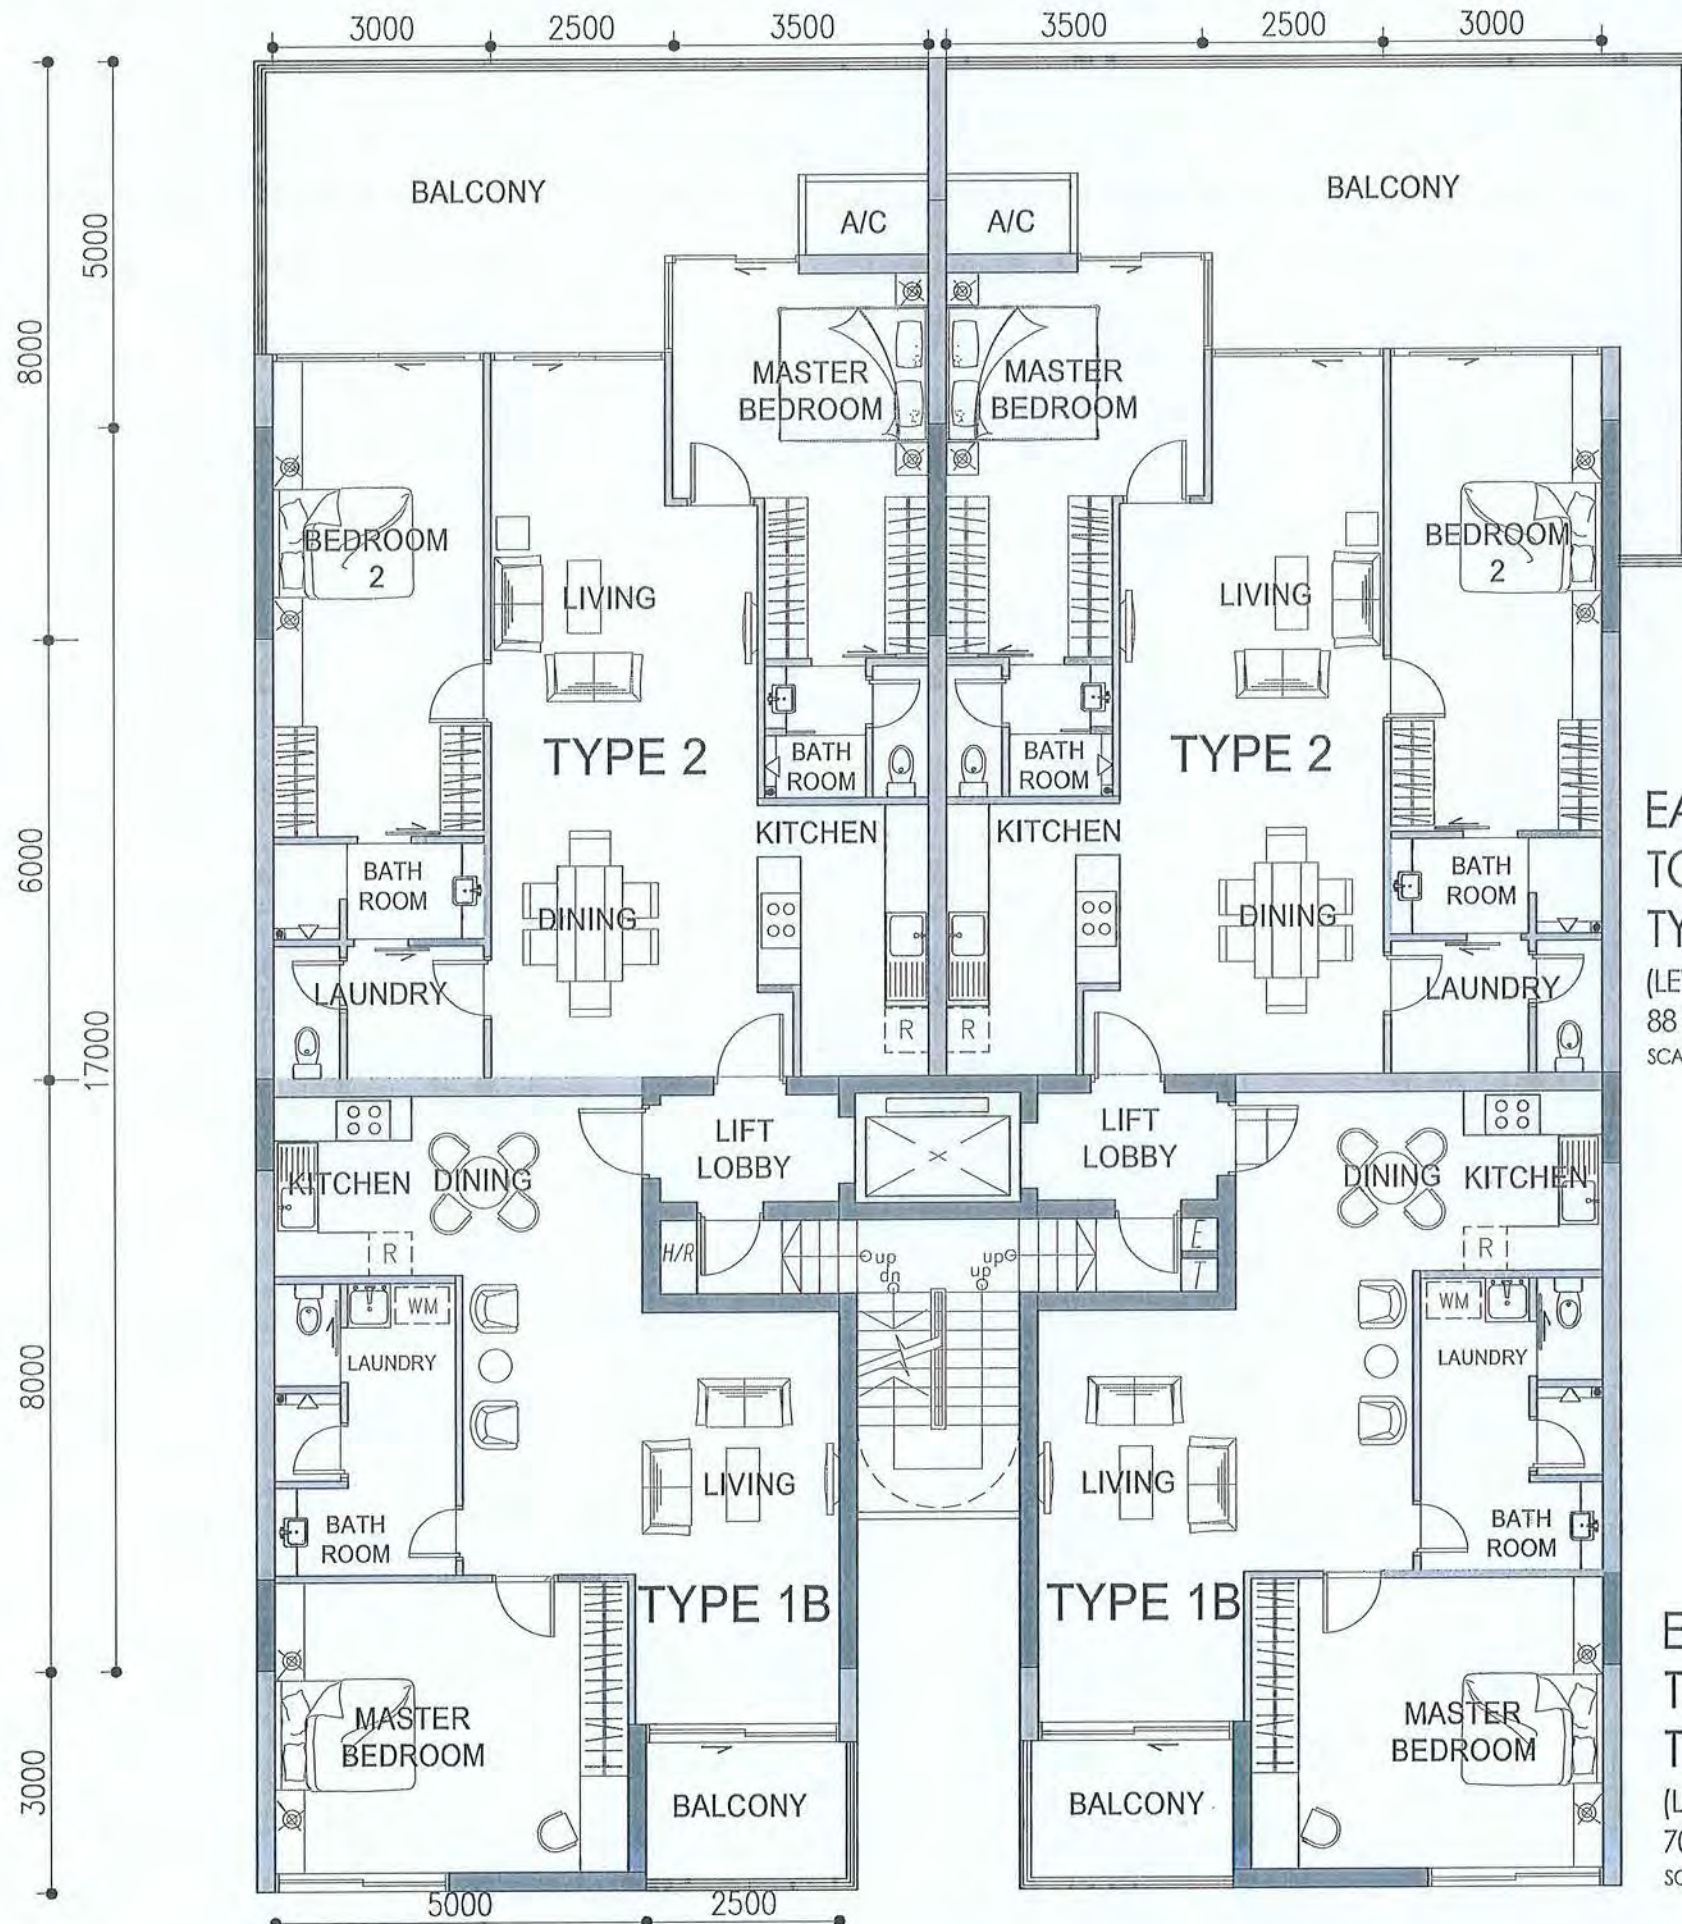 3000 2500 3500 3500 2500 3000
BALCONY BALCONY
A/C A/C
5000
8000
MASTER
BEDROOM
MASTER
BEDROOM
BEDROOM
2
BEDROOM
2
LIVING LIVING
TYPE 2 TYPE 2
BATH
ROOM
BATH
ROOM
KITCHEN KITCHEN
6000
BATH
ROOM
BATH
ROOM
DINING DINING
LAUNDRY LAUNDRY
R R
17000
88
LIFT
LOBBY
LIFT
LOBBY
KITCHEN DINING DINING KITCHEN
R R
H/R up up E
dn up T
WM WM
LAUNDRY LAUNDRY
8000
LIVING LIVING
BATH
ROOM
BATH
ROOM
TYPE 1B TYPE 1B
MASTER
BEDROOM
MASTER
BEDROOM
3000
BALCONY BALCONY
5000 2500